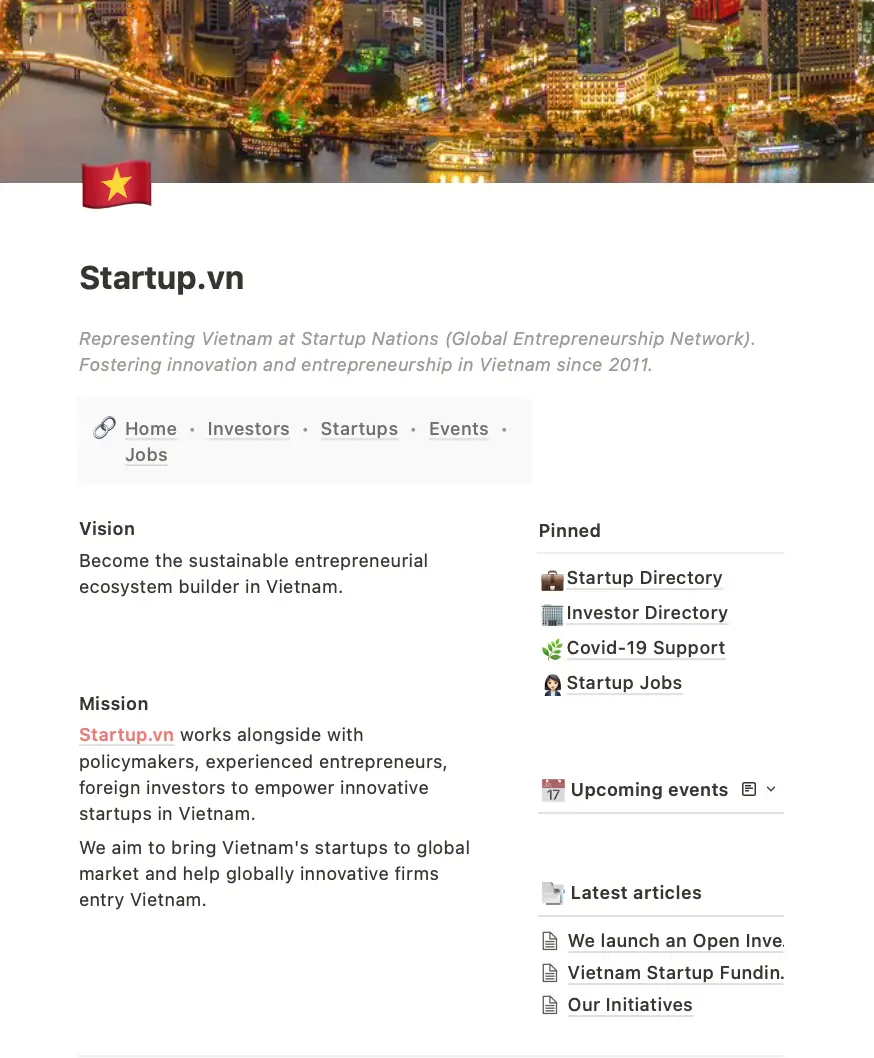 Startup.vn
Representing Vietnam at Startup Nations (Global Entrepreneurship Network).
Fostering innovation and entrepreneurship in Vietnam since 2011.
Home • Investors • Startups • Events •
Jobs
Vision
Become the sustainable entrepreneurial
ecosystem builder in Vietnam.
Mission
Startup.vn works alongside with
policymakers, experienced entrepreneurs,
foreign investors to empower innovative
startups in Vietnam.
We aim to bring Vietnam's startups to global
market and help globally innovative firms
entry Vietnam.
Pinned
Startup Directory
Investor Directory
Covid-19 Support
Startup Jobs
17 Upcoming events
Latest articles
We launch an Open Inve.
Vietnam Startup Fundin.
Our Initiatives